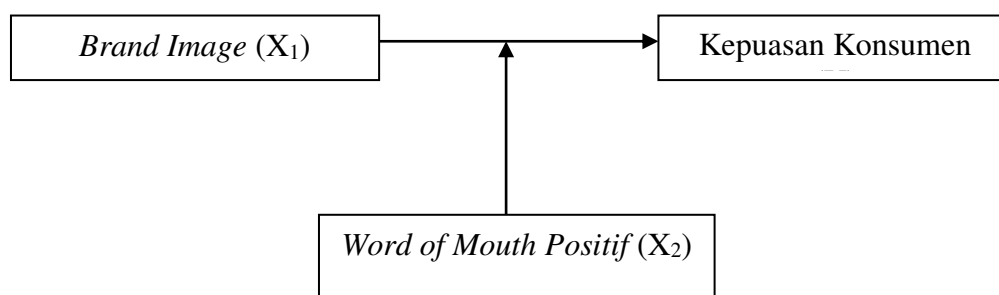 Brand Image (X₁)
Kepuasan Konsumen
Word of Mouth Positif (X₂)